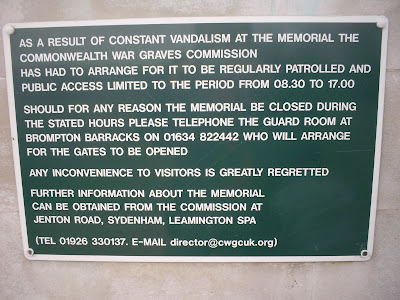 AS A RESULT OF CONSTANT VANDALISM AT THE MEMORIAL THE
COMMONWEALTH WAR GRAVES COMMISSION
HAS HAD TO ARRANGE FOR IT TO BE REGULARLY PATROLLED AND
PUBLIC ACCESS LIMITED TO THE PERIOD FROM 08.30 TO 17.00
SHOULD FOR ANY REASON THE MEMORIAL BE CLOSED DURING
THE STATED HOURS PLEASE TELEPHONE THE GUARD ROOM AT
BROMPTON BARRACKS ON 01634 822442 WHO WILL ARRANGE
FOR THE GATES TO BE OPENED
ANY INCONVENIENCE TO VISITORS IS GREATLY REGRETTED
FURTHER INFORMATION ABOUT THE MEMORIAL
CAN BE OBTAINED FROM THE COMMISSION AT
JENTON ROAD, SYDENHAM, LEAMINGTON SPA
(TEL 01926 330137. E-MAIL director@cwgcuk.org)